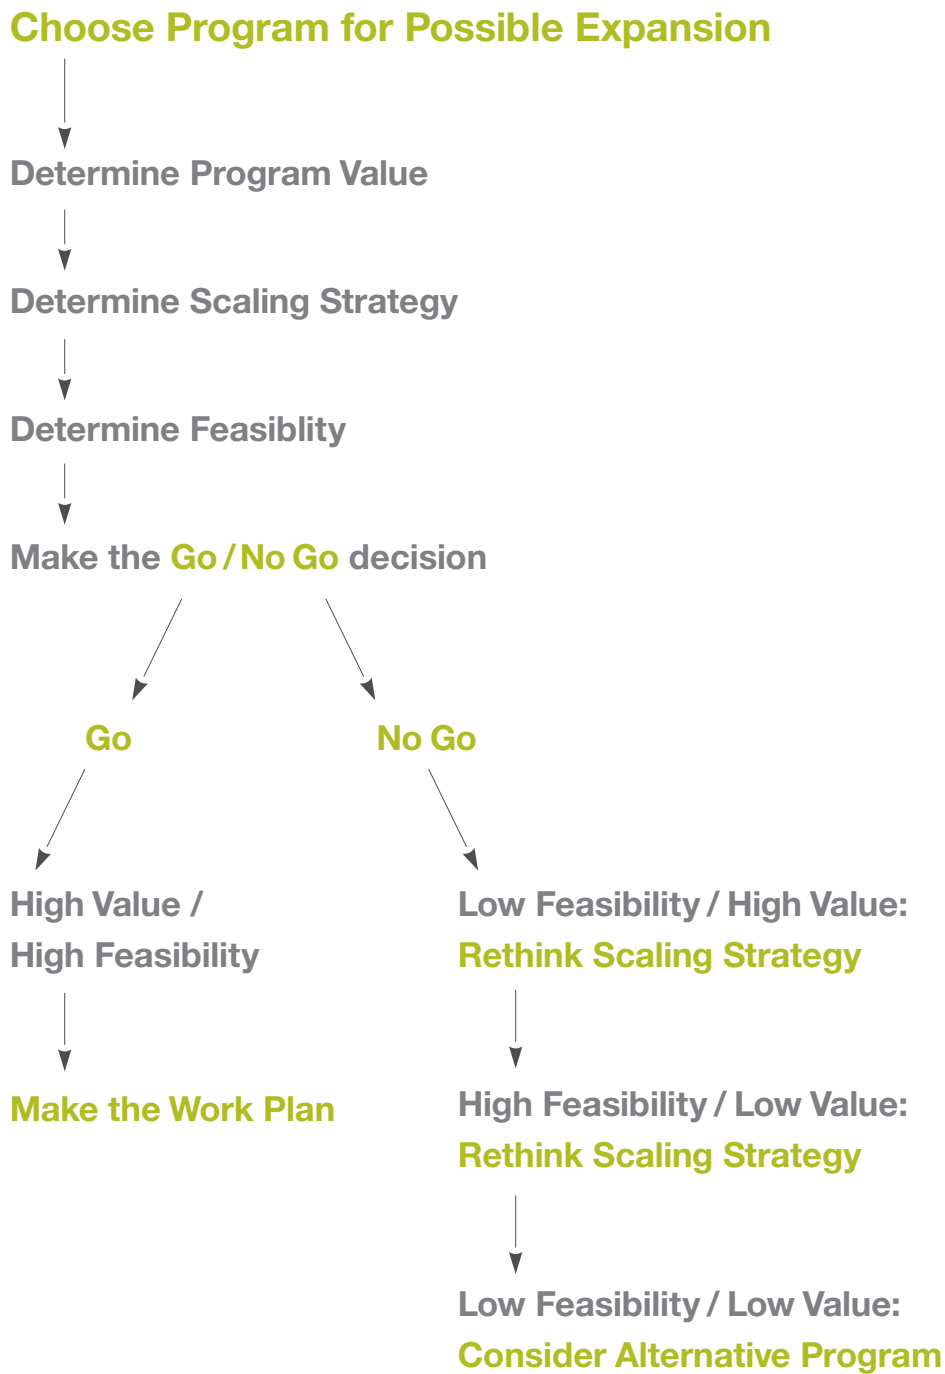 Choose Program for Possible Expansion
Determine Program Value
Determine Scaling Strategy
Determine Feasiblity
Make the Go / No Go decision
Go
No Go
High Value /
High Feasibility
Make the Work Plan
Low Feasibility / High Value:
Rethink Scaling Strategy
High Feasibility / Low Value:
Rethink Scaling Strategy
Low Feasibility / Low Value:
Consider Alternative Program